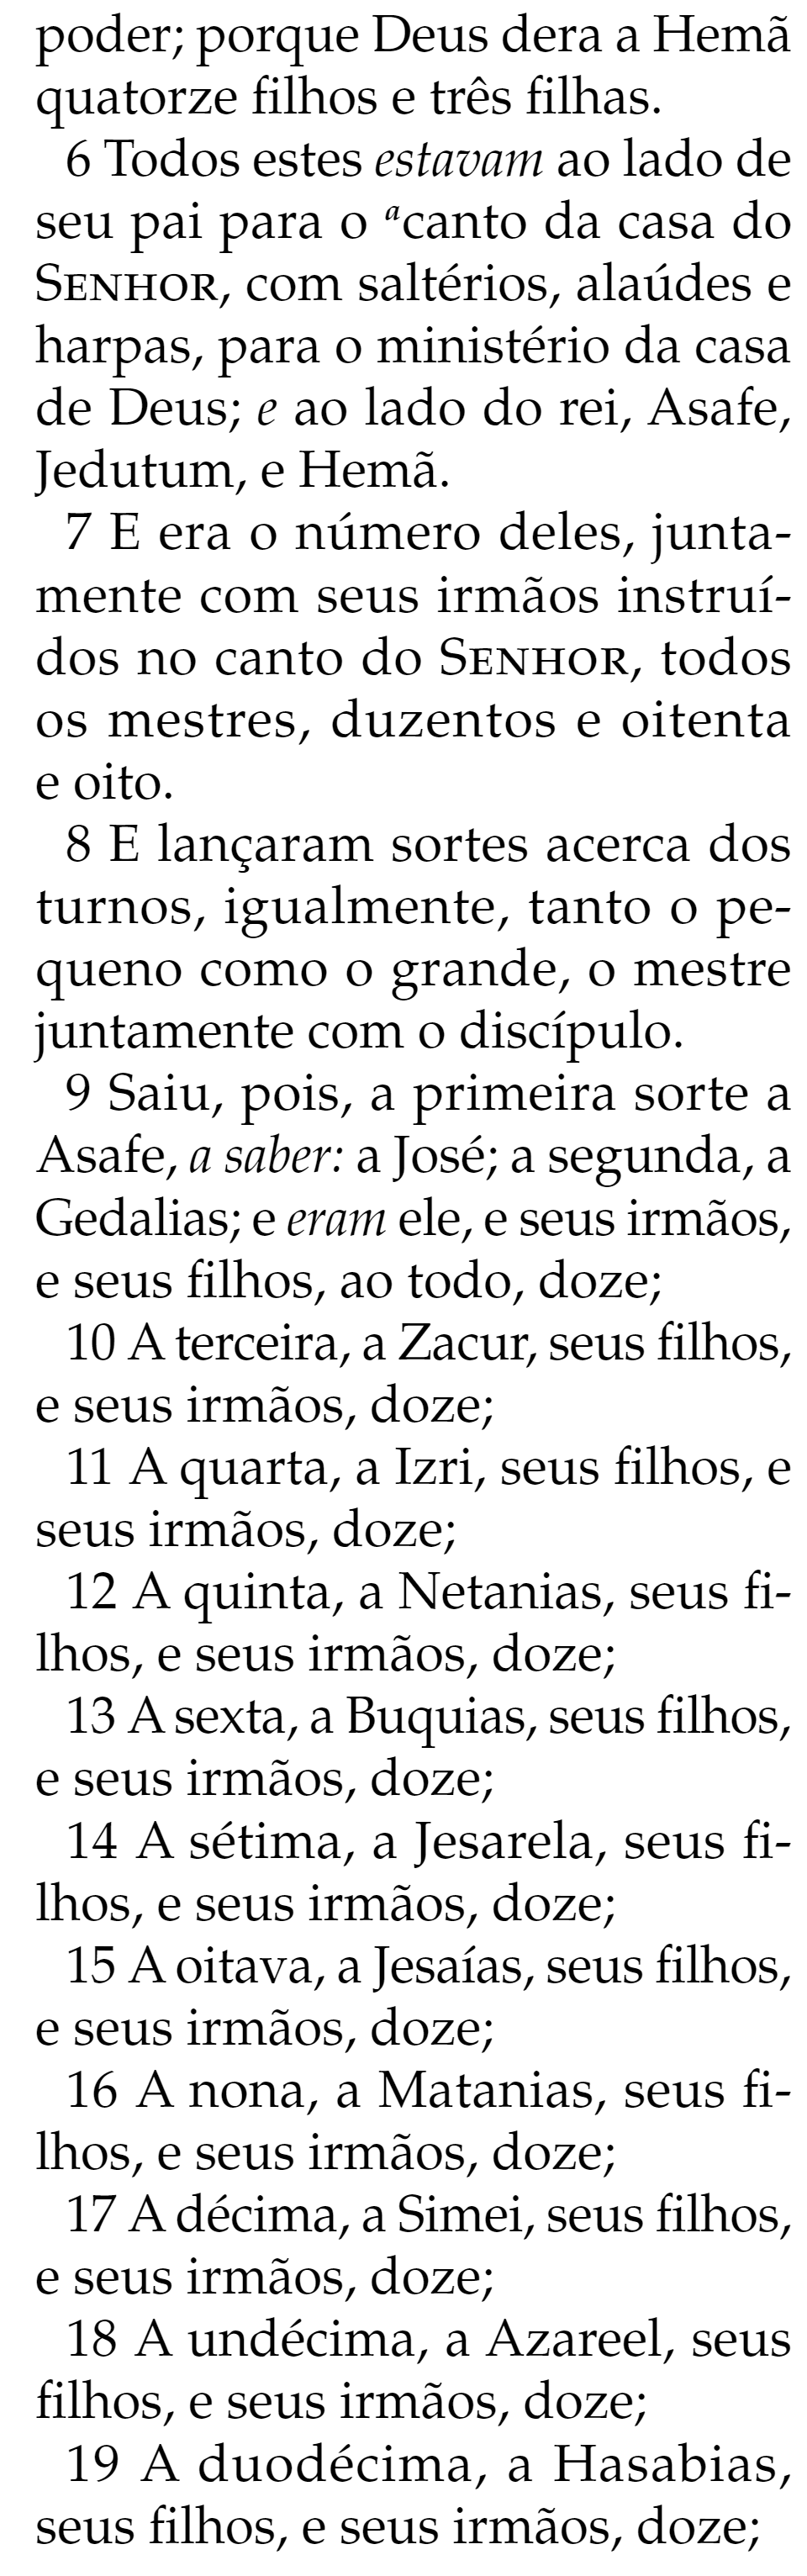 poder; porque Deus dera a Hemã
quatorze filhos e três filhas.
6 Todos estes estavam ao lado de
seu pai para o ᵃcanto da casa do
SENHOR, com saltérios, alaúdes e
harpas, para o ministério da casa
de Deus; e ao lado do rei, Asafe,
Jedutum, e Hemã.
7 E era o número deles, junta-
mente com seus irmãos instruí-
dos no canto do SENHOR, todos
os mestres, duzentos e oitenta
e oito.
8 E lançaram sortes acerca dos
turnos, igualmente, tanto o pe-
queno como o grande, o mestre
juntamente com o discípulo.
9 Saiu, pois, a primeira sorte a
Asafe, a saber: a José; a segunda, a
Gedalias; e eram ele, e seus irmãos,
e seus filhos, ao todo, doze;
10 A terceira, a Zacur, seus filhos,
e seus irmãos, doze;
11 A quarta, a Izri, seus filhos, e
seus irmãos, doze;
12 A quinta, a Netanias, seus fi-
lhos, e seus irmãos, doze;
13 A sexta, a Buquias, seus filhos,
e seus irmãos, doze;
14 A sétima, a Jesarela, seus fi-
lhos, e seus irmãos, doze;
15 A oitava, a Jesaías, seus filhos,
e seus irmãos, doze;
16 A nona, a Matanias, seus fi-
lhos, e seus irmãos, doze;
17 A décima, a Simei, seus filhos,
e seus irmãos, doze;
18 A undécima, a Azareel, seus
filhos, e seus irmãos, doze;
19 A duodécima, a Hasabias,
seus filhos, e seus irmãos, doze;